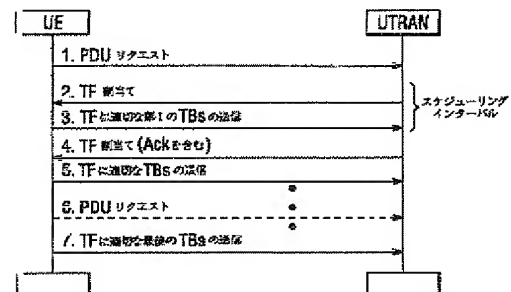 UE
UTRAN
1. PDU リクエスト
2. TF 割当て
3. TFに適切な第1のTBsの送信
スケジューリング
インターバル
4. TF 割当て (Ackを含む)
5. TFに適切なTBsの送信
6. PDU リクエスト
7. TFに適切な最後のTBsの送信